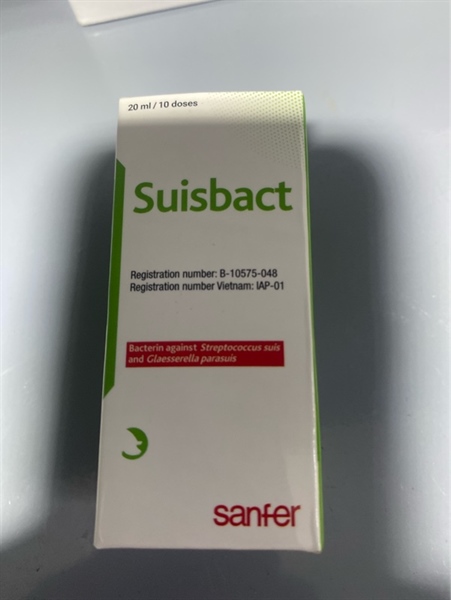 20 ml / 10 doses
Suisbact
Registration number: B-10575-048
Registration number Vietnam: IAP-01
Bacterin against Streptococcus suis
and Glaesserella parasuis
sanfer